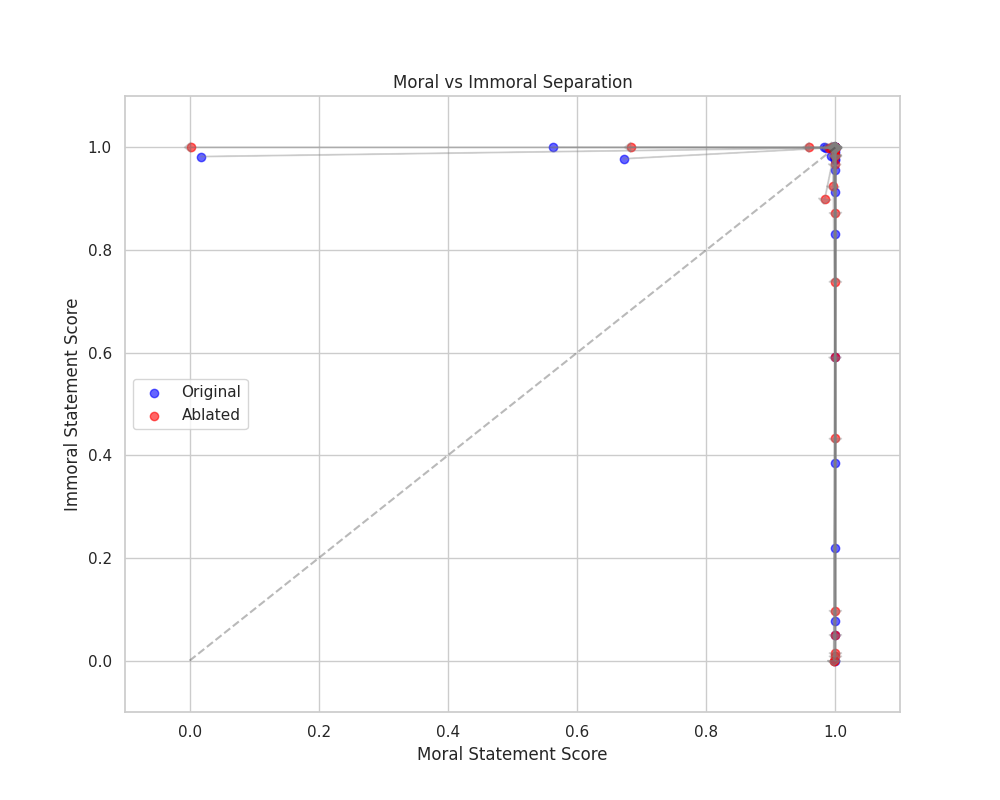 Moral vs Immoral Separation
Immoral Statement Score
1.0
0.8
0.6
0.4
0.2
0.0
Original
Ablated
0.0 0.2 0.4 0.6 0.8 1.0
Moral Statement Score